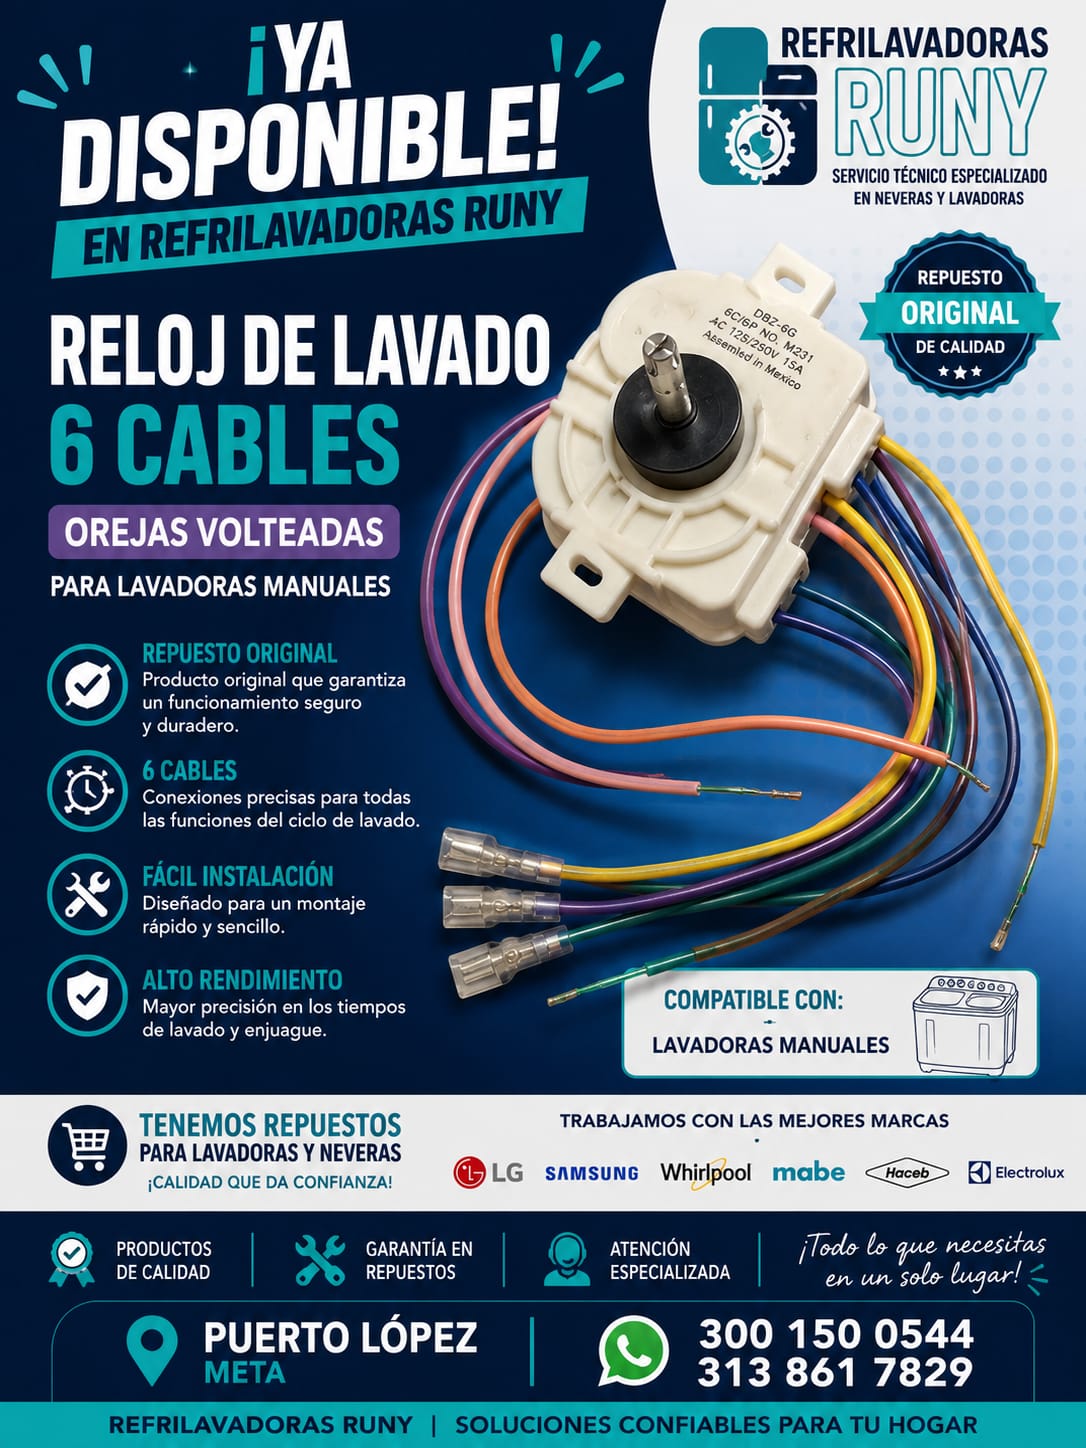 ¡YA
DISPONIBLE!
EN REFRILAVADORAS RUNY
REFRILAVADORAS
RUNY
SERVICIO TÉCNICO ESPECIALIZADO
EN NEVERAS Y LAVADORAS
REPUESTO
ORIGINAL
DE CALIDAD
DBZ-6G
6C/6P NO. M231
AC 125/250V 15A
Assemled in Mexico
RELOJ DE LAVADO
6 CABLES
OREJAS VOLTEADAS
PARA LAVADORAS MANUALES
REPUESTO ORIGINAL
Producto original que garantiza
un funcionamiento seguro
y duradero.
6 CABLES
Conexiones precisas para todas
las funciones del ciclo de lavado.
FÁCIL INSTALACIÓN
Diseñado para un montaje
rápido y sencillo.
ALTO RENDIMIENTO
Mayor precisión en los tiempos
de lavado y enjuague.
COMPATIBLE CON:
LAVADORAS MANUALES
TENEMOS REPUESTOS
PARA LAVADORAS Y NEVERAS
¡CALIDAD QUE DA CONFIANZA!
TRABAJAMOS CON LAS MEJORES MARCAS
LG SAMSUNG Whirlpool mabe Haceb Electrolux
PRODUCTOS
DE CALIDAD
GARANTÍA EN
REPUESTOS
ATENCIÓN
ESPECIALIZADA
¡Todo lo que necesitas
en un solo lugar!
PUERTO LÓPEZ
META
300 150 0544
313 861 7829
REFRILAVADORAS RUNY | SOLUCIONES CONFIABLES PARA TU HOGAR